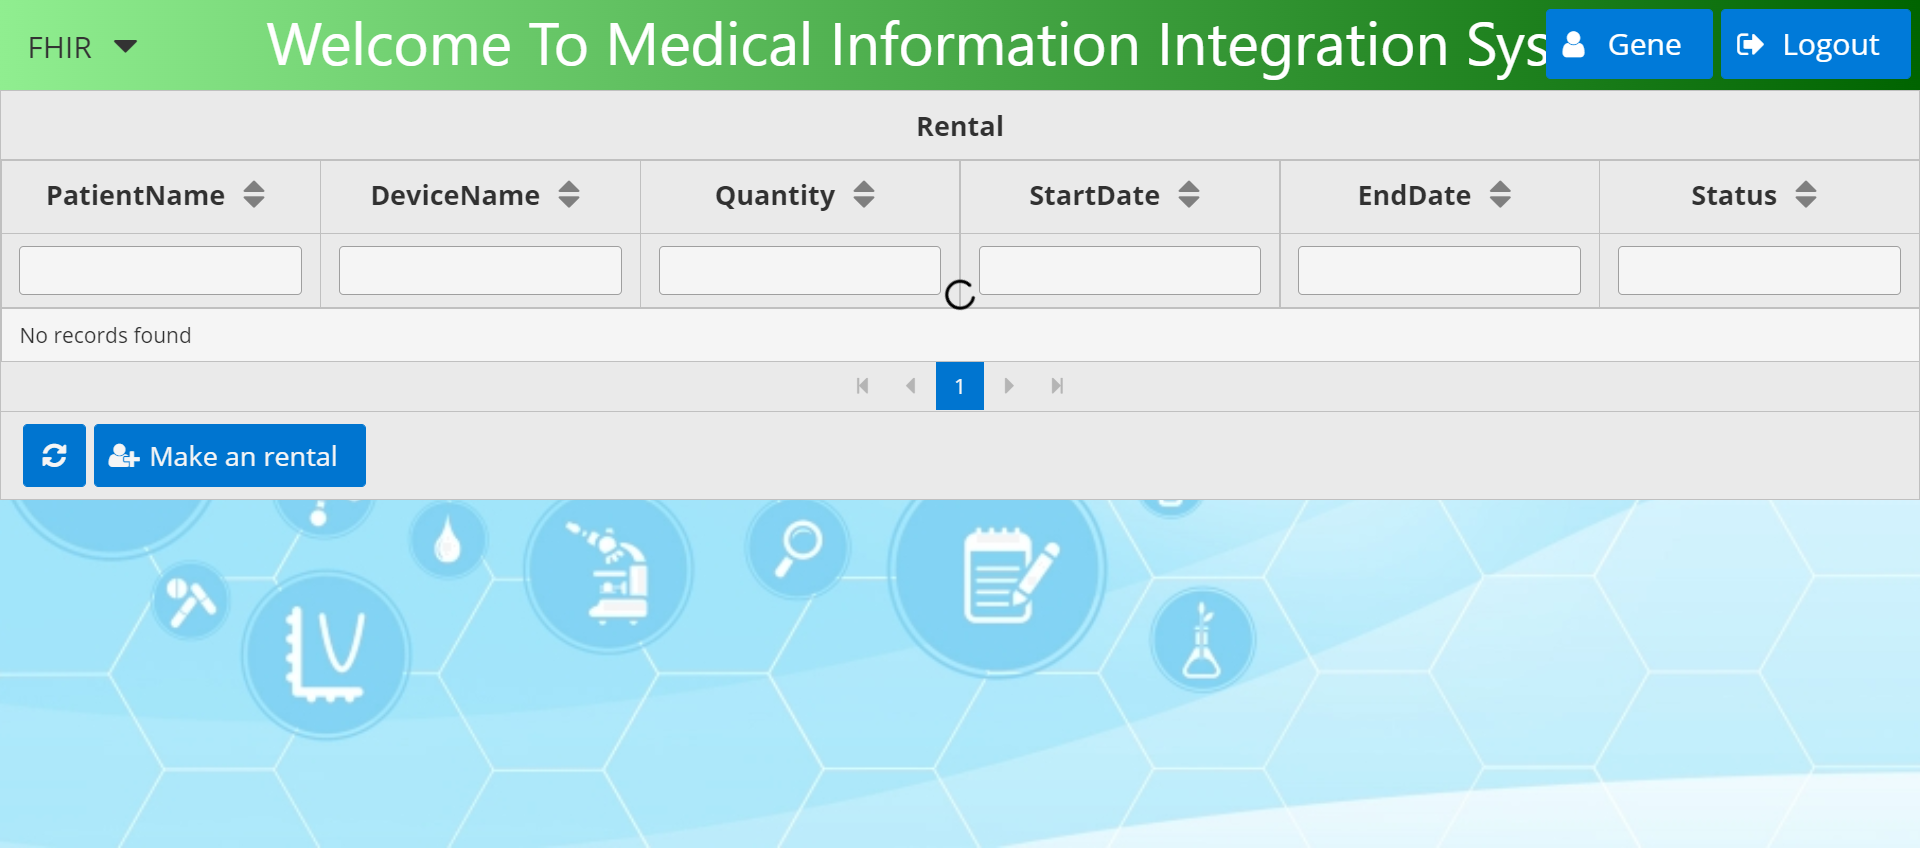 FHIR Welcome To Medical Information Integration Sys Gene Logout
Rental
PatientName DeviceName Quantity StartDate EndDate Status
No records found
1
Make an rental